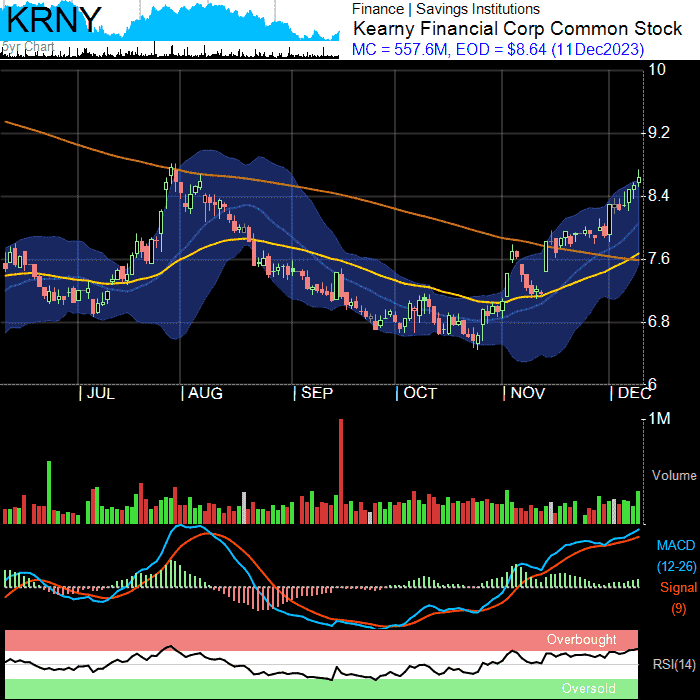 KRNY
5yr Chart
Finance | Savings Institutions
Kearny Financial Corp Common Stock
MC = 557.6M, EOD = $8.64 (11Dec2023)
10
9.2
8.4
7.6
6.8
6
JUL AUG SEP OCT NOV DEC
1M
Volume
MACD
(12-26)
Signal
(9)
Overbought
RSI(14)
Oversold